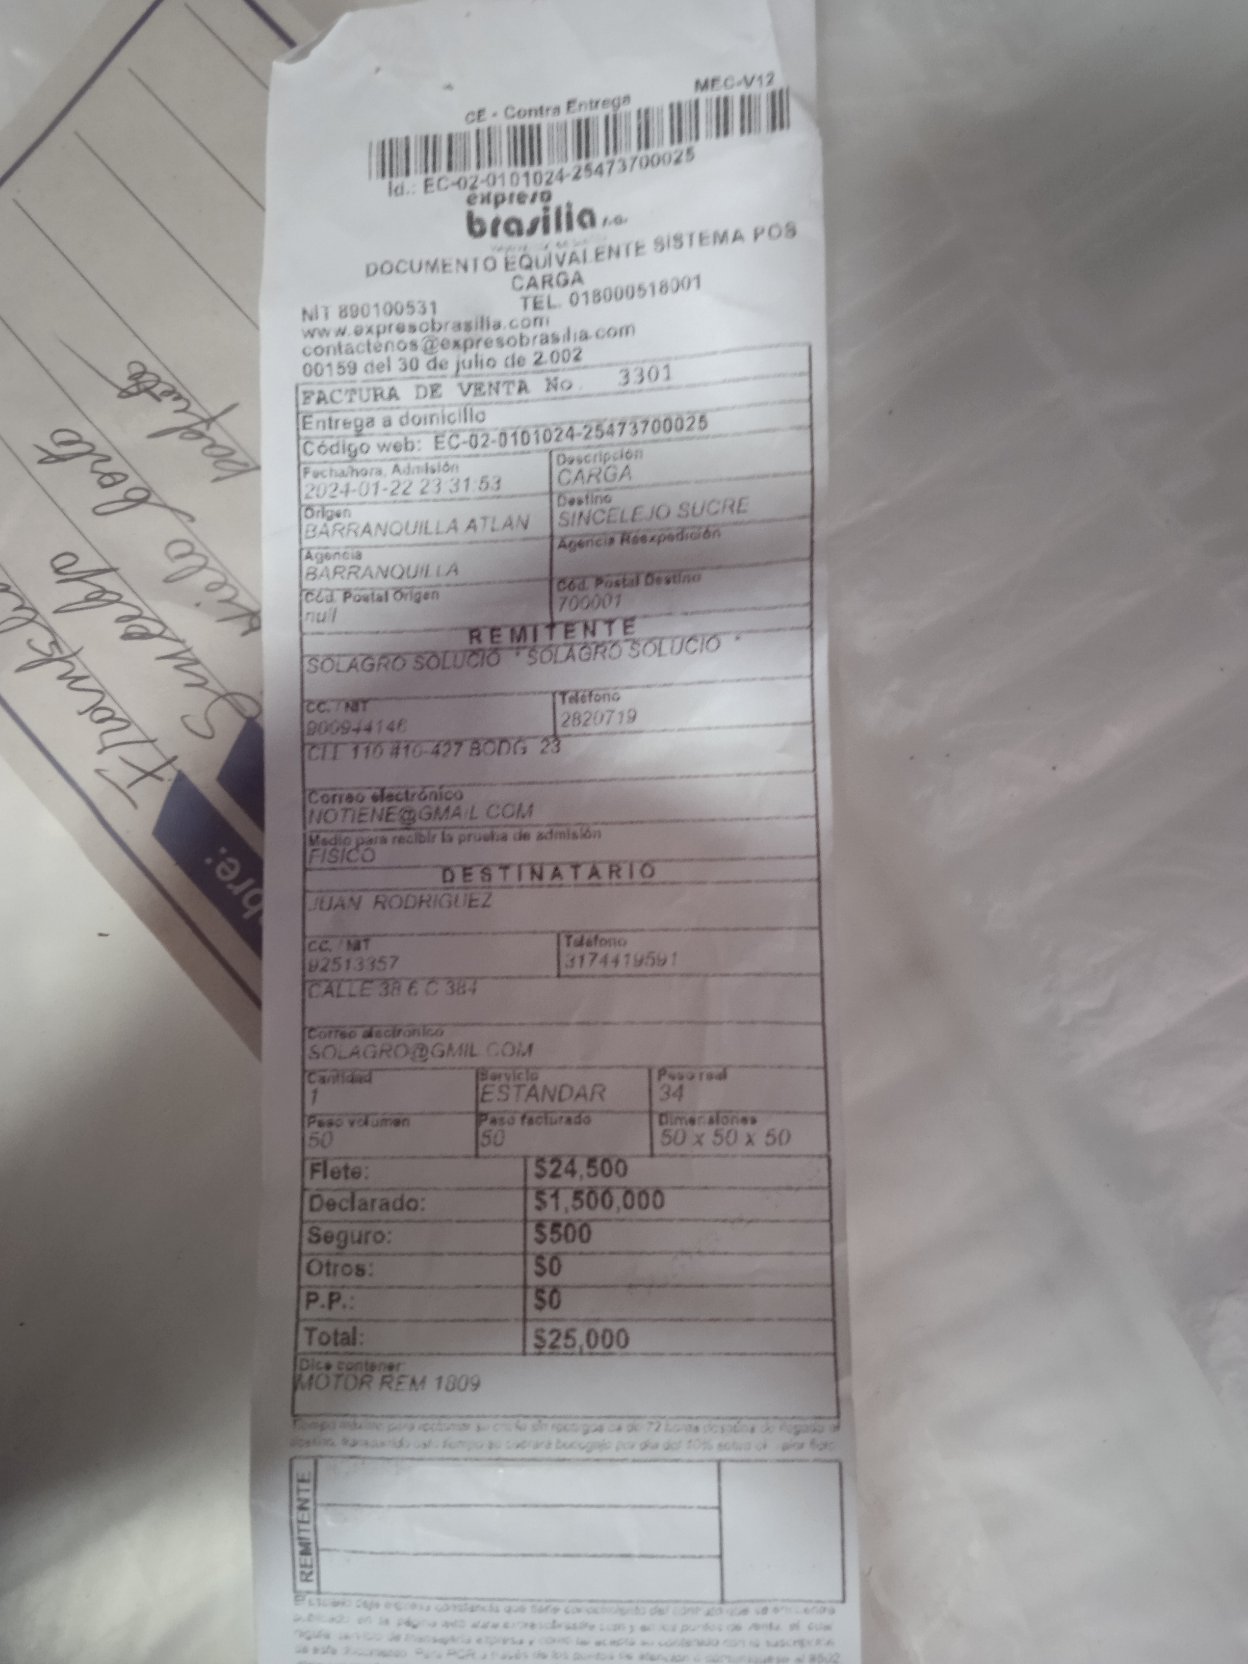 MEC-V12
CE - Contra Entrega
Id.: EC-02-0101024-25473700025
expreso
brasilia s.a.
DOCUMENTO EQUIVALENTE SISTEMA POS
CARGA
NIT 890100531 TEL. 018000518001
www.expresobrasilia.com
contactenos@expresobrasilia.com
00159 del 30 de julio de 2.002
FACTURA DE VENTA No. 3301
Entrega a domicilio
Código web: EC-02-0101024-25473700025
Fecha/hora. Admisión Descripción
2024-01-22 23:31:53 CARGA
Origen Destino
BARRANQUILLA ATLAN SINCELEJO SUCRE
Agencia Agencia Reexpedición
BARRANQUILLA
Cód. Postal Origen Cód. Postal Destino
null 700001
REMITENTE
SOLAGRO SOLUCIO * SOLAGRO SOLUCIO *
CC. / NIT Teléfono
900944146 2820719
CLL 110 #10-427 BODG 23
Correo electrónico
NOTIENE@GMAIL.COM
Medio para recibir la prueba de admisión
FISICO
DESTINATARIO
JUAN RODRIGUEZ
CC. / NIT Teléfono
92513357 3174419591
CALLE 38 6 C 384
Correo electrónico
SOLAGRO@GMIL.COM
Cantidad Servicio Peso real
1 ESTANDAR 34
Peso volumen Peso facturado Dimensiones
50 50 50 x 50 x 50
Flete: $24,500
Declarado: $1,500,000
Seguro: $500
Otros: $0
P.P.: $0
Total: $25,000
Dice contener:
MOTOR REM 1809
REMITENTE
bre: